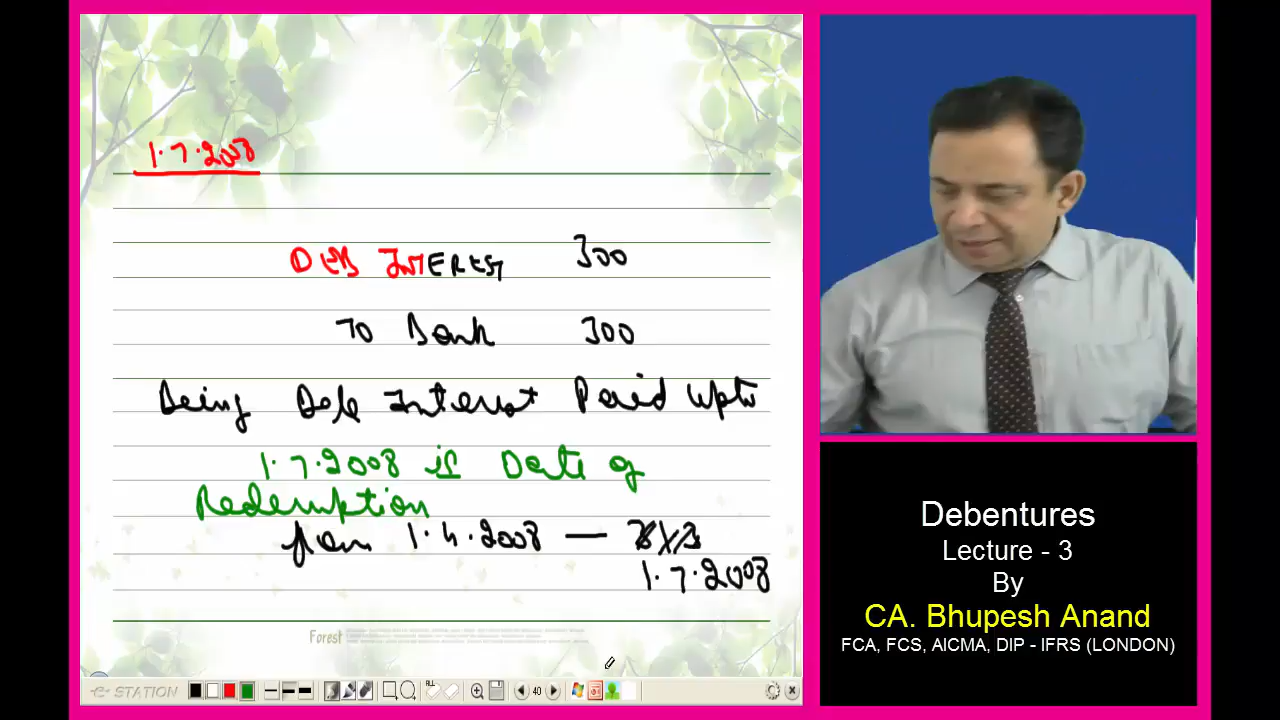 1.7.2008
DEB INTEREST 300
TO Bank 300
Being Deb Interest Paid upto
1.7.2008 is Date of
Redemption
from 1.4.2008 —
1.7.2008
Forest
e-STATION
ALL
40
Debentures
Lecture - 3
By
CA. Bhupesh Anand
FCA, FCS, AICMA, DIP - IFRS (LONDON)